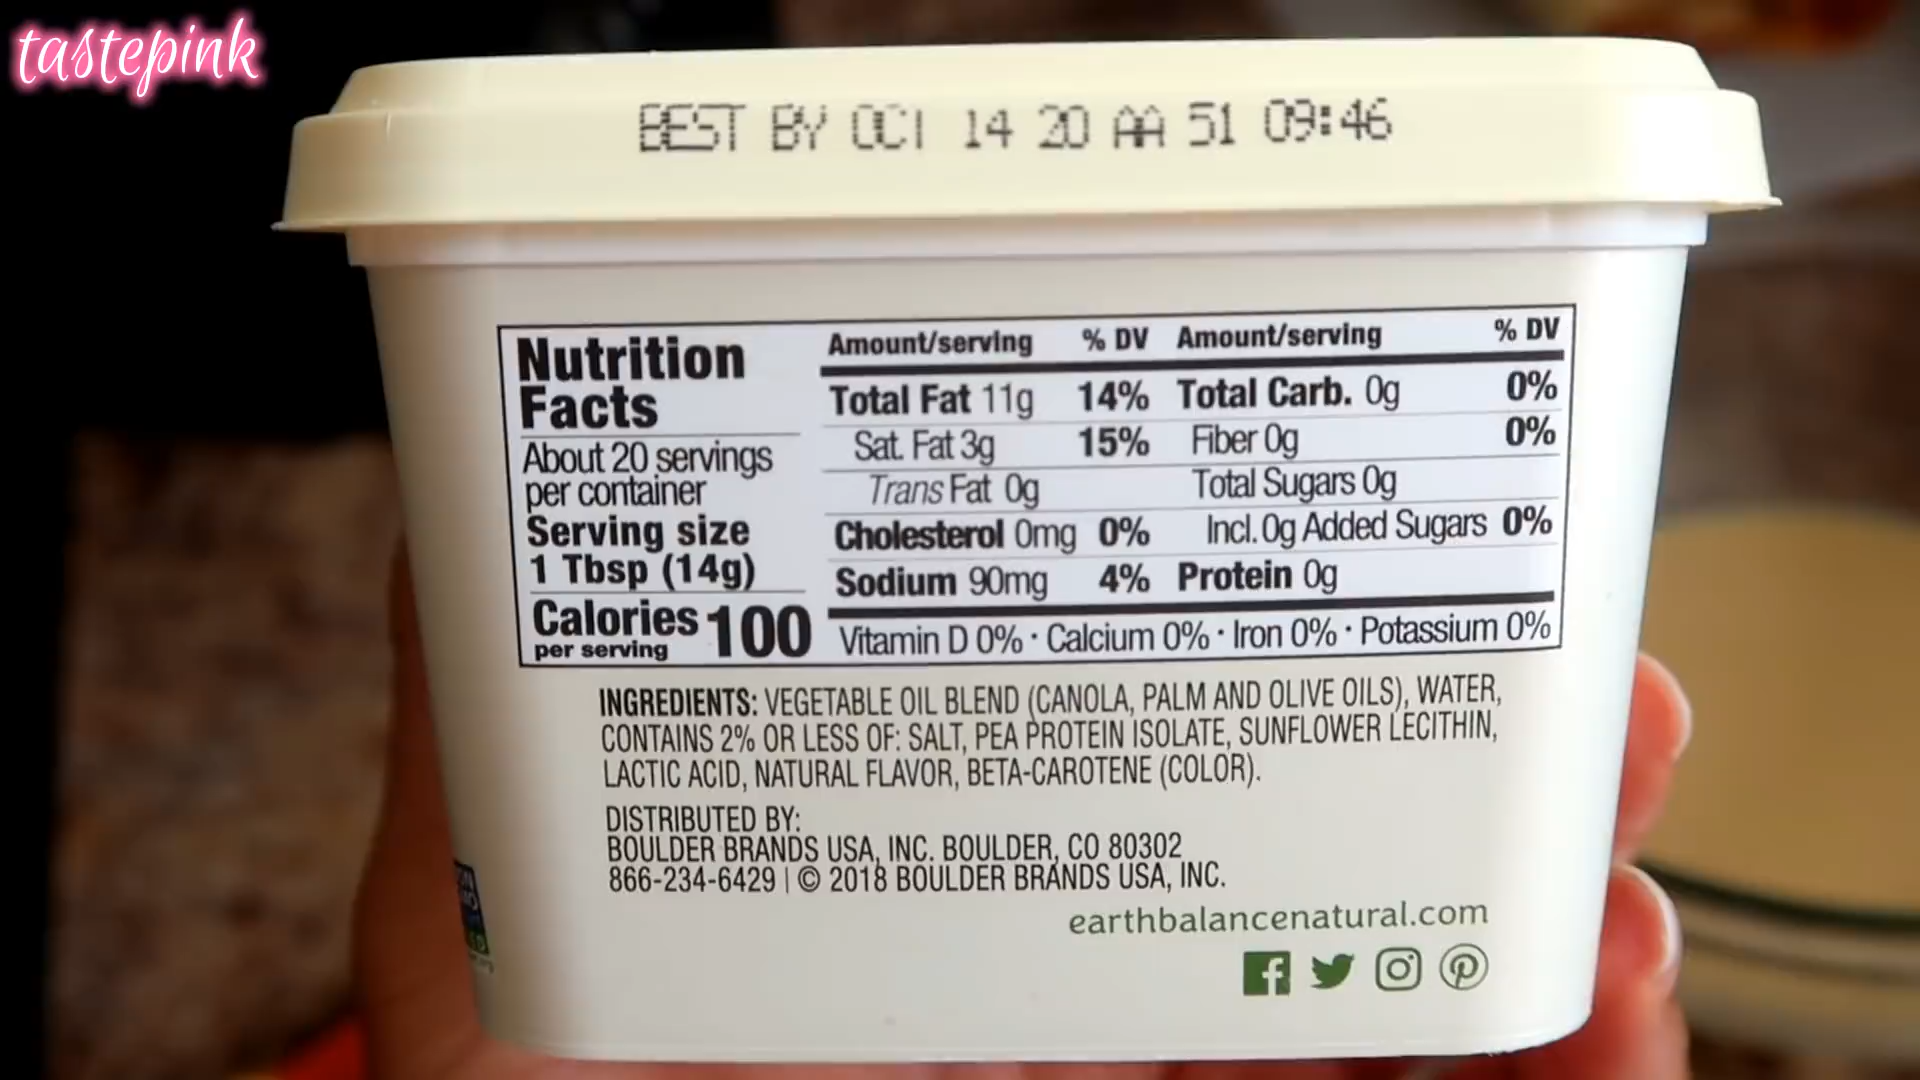 tastepink
BEST BY OCT 14 20 AA 51 09:46
Nutrition
Facts
About 20 servings
per container
Serving size
1 Tbsp (14g)
Calories 100
per serving
Amount/serving % DV
Total Fat 11g 14%
Sat. Fat 3g 15%
Trans Fat 0g
Cholesterol 0mg 0%
Sodium 90mg 4%
Amount/serving % DV
Total Carb. 0g 0%
Fiber 0g 0%
Total Sugars 0g
Incl. 0g Added Sugars 0%
Protein 0g
Vitamin D 0% · Calcium 0% · Iron 0% · Potassium 0%
INGREDIENTS: VEGETABLE OIL BLEND (CANOLA, PALM AND OLIVE OILS), WATER,
CONTAINS 2% OR LESS OF: SALT, PEA PROTEIN ISOLATE, SUNFLOWER LECITHIN,
LACTIC ACID, NATURAL FLAVOR, BETA-CAROTENE (COLOR).
DISTRIBUTED BY:
BOULDER BRANDS USA, INC. BOULDER, CO 80302
866-234-6429 | © 2018 BOULDER BRANDS USA, INC.
earthbalancenatural.com